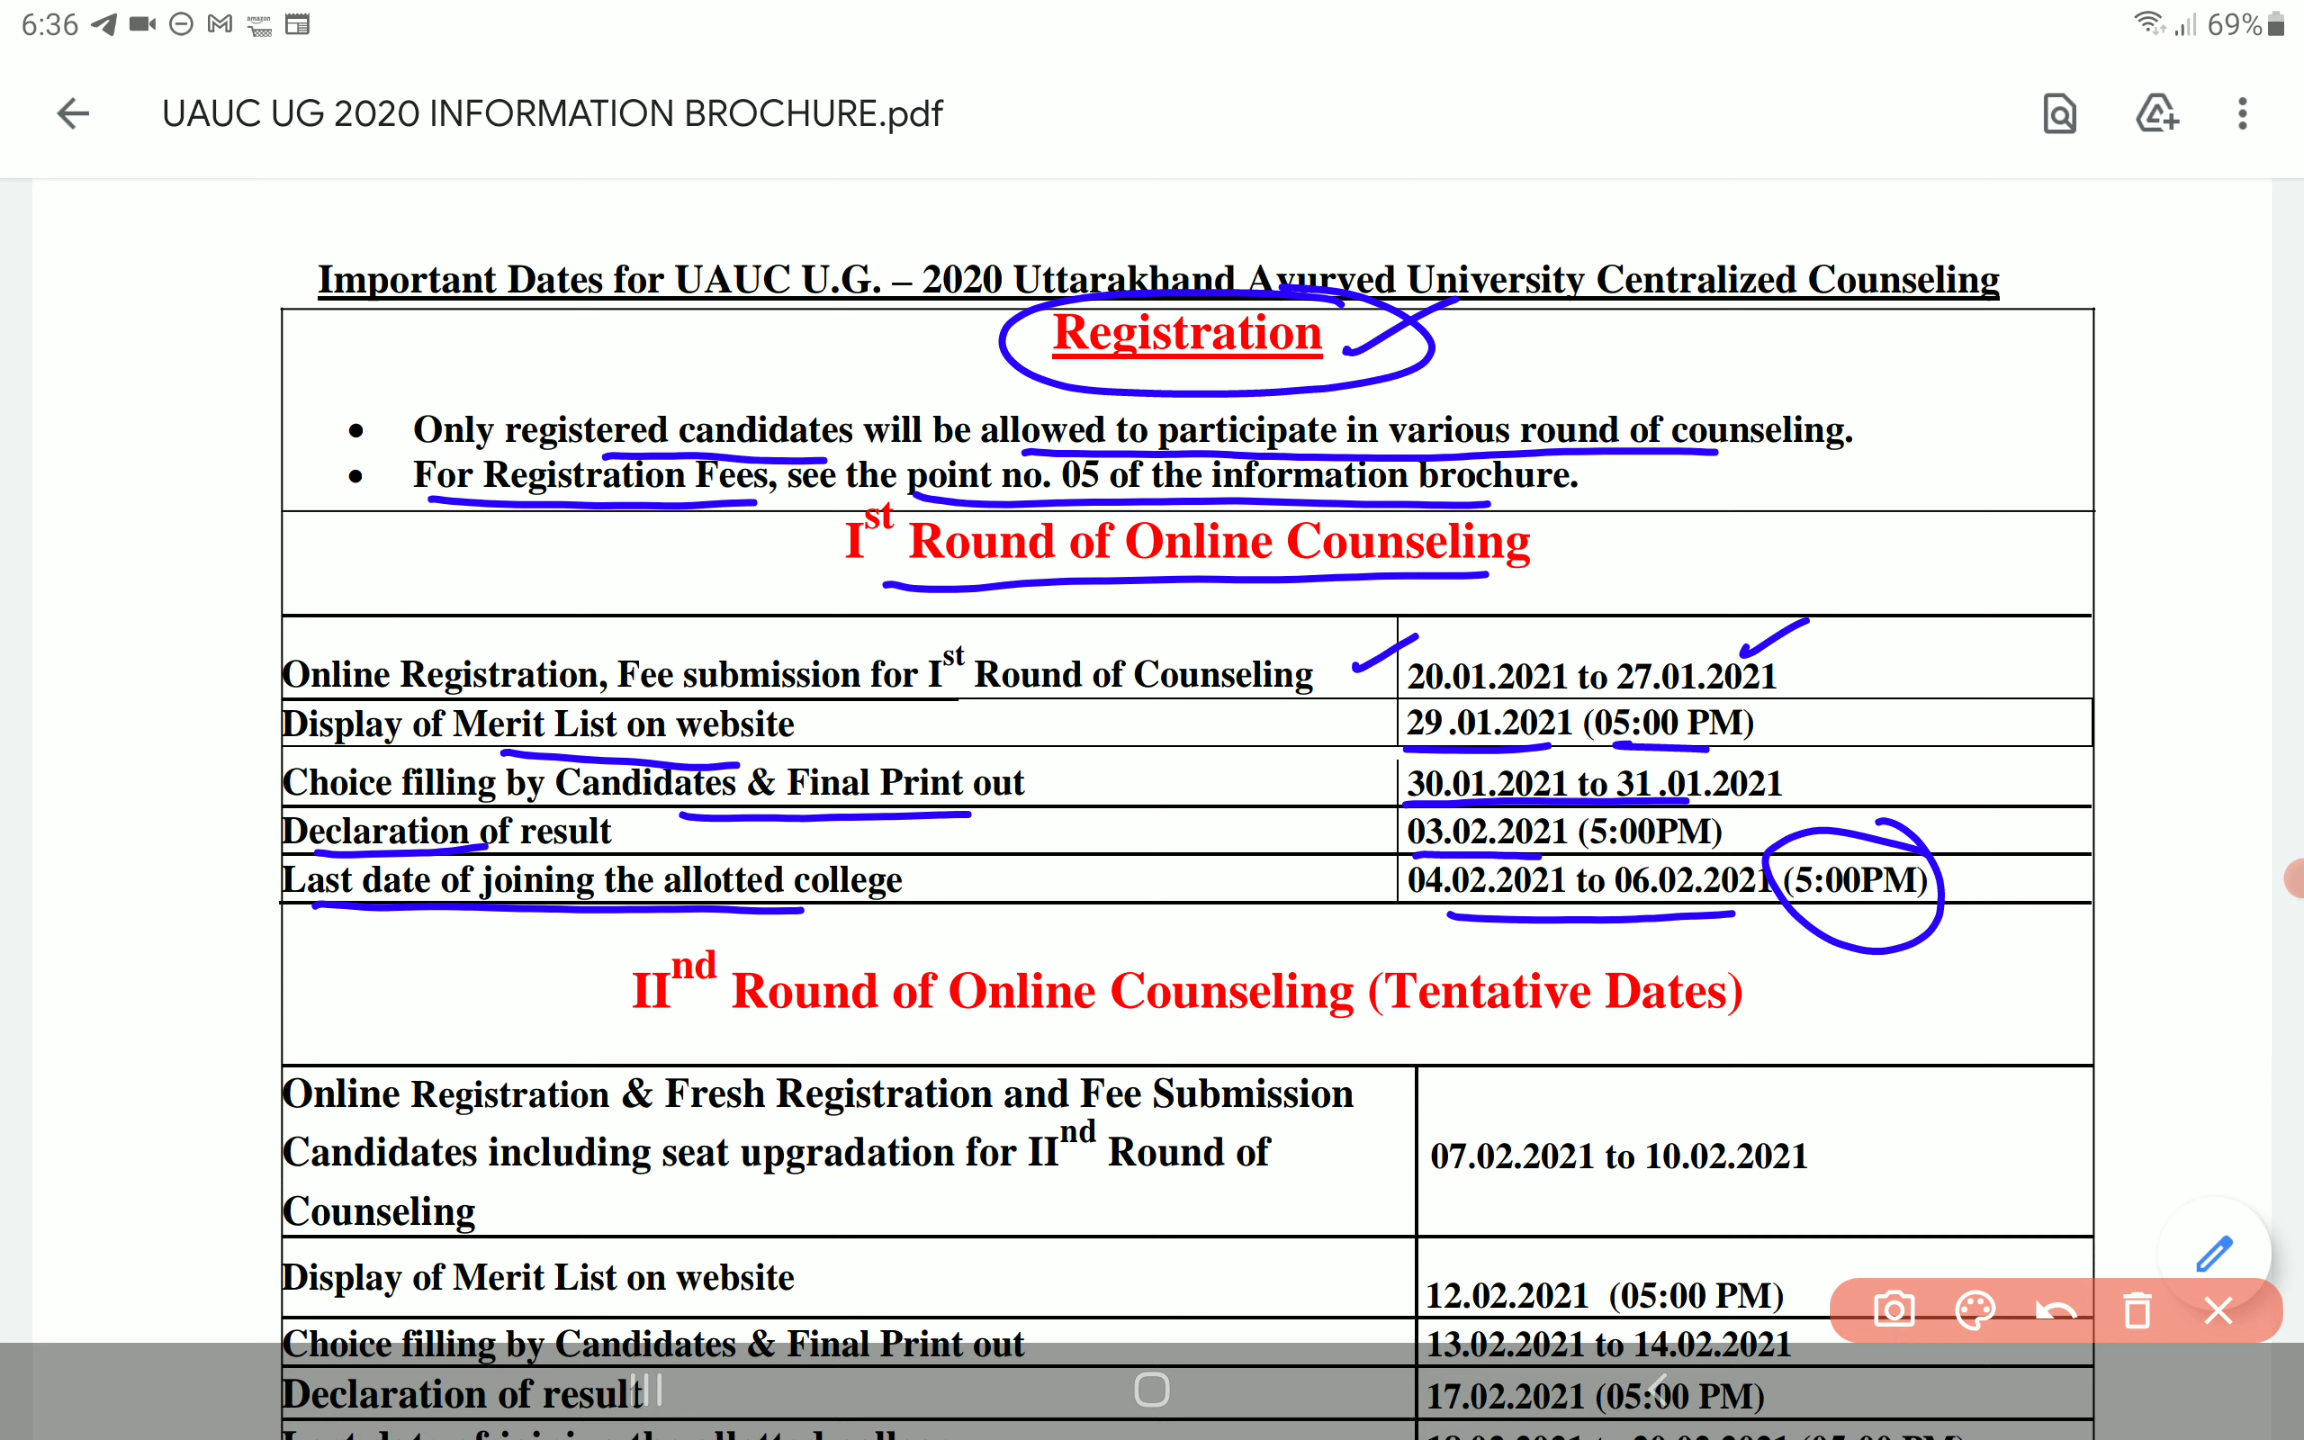 6:36
69%
UAUC UG 2020 INFORMATION BROCHURE.pdf
Important Dates for UAUC U.G. – 2020 Uttarakhand Ayurved University Centralized Counseling
Registration
• Only registered candidates will be allowed to participate in various round of counseling.
• For Registration Fees, see the point no. 05 of the information brochure.
Ist Round of Online Counseling
Online Registration, Fee submission for Ist Round of Counseling 20.01.2021 to 27.01.2021
Display of Merit List on website 29.01.2021 (05:00 PM)
Choice filling by Candidates & Final Print out 30.01.2021 to 31.01.2021
Declaration of result 03.02.2021 (5:00PM)
Last date of joining the allotted college 04.02.2021 to 06.02.2021 (5:00PM)
IInd Round of Online Counseling (Tentative Dates)
Online Registration & Fresh Registration and Fee Submission
Candidates including seat upgradation for IInd Round of
Counseling
07.02.2021 to 10.02.2021
Display of Merit List on website 12.02.2021 (05:00 PM)
Choice filling by Candidates & Final Print out 13.02.2021 to 14.02.2021
Declaration of result 17.02.2021 (05:00 PM)